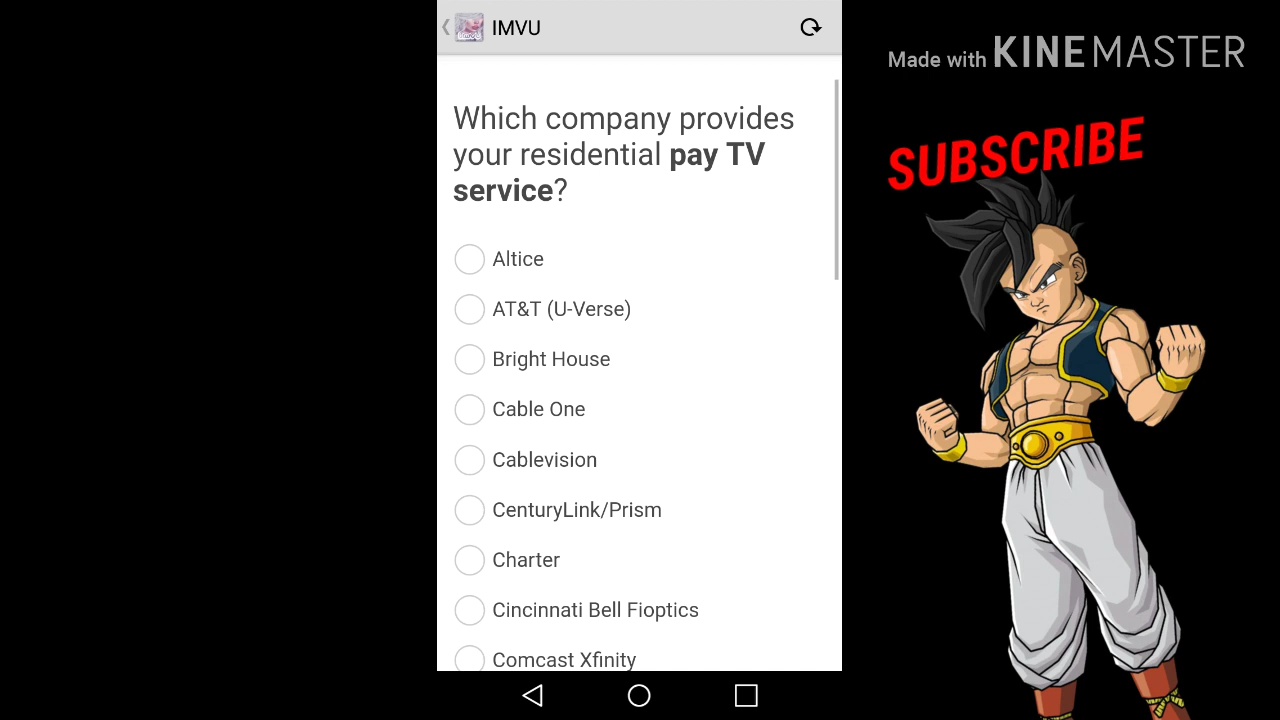 IMVU
Which company provides
your residential pay TV
service?
Altice
AT&T (U-Verse)
Bright House
Cable One
Cablevision
CenturyLink/Prism
Charter
Cincinnati Bell Fioptics
Comcast Xfinity
Made with KINEMASTER
SUBSCRIBE